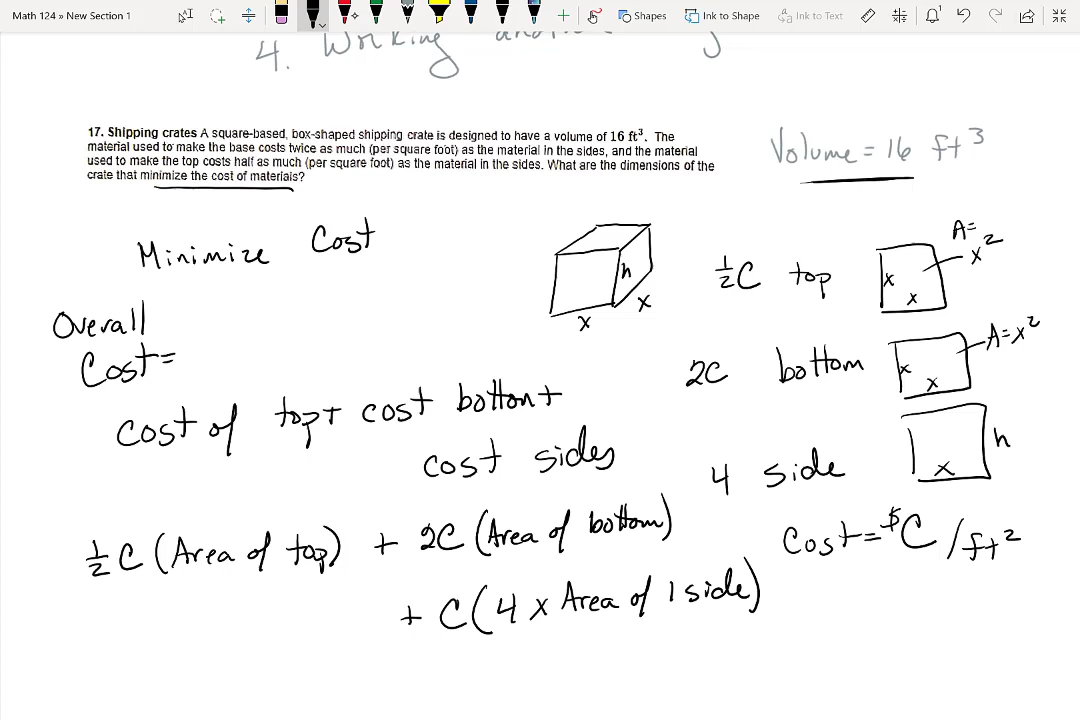 Math 124 » New Section 1
Shapes
Ink to Shape
Ink to Text
4. Working
17. Shipping crates A square-based, box-shaped shipping crate is designed to have a volume of 16 ft³. The
material used to make the base costs twice as much (per square foot) as the material in the sides, and the material
used to make the top costs half as much (per square foot) as the material in the sides. What are the dimensions of the
crate that minimize the cost of materials?
Volume = 16 ft³
Minimize Cost
h
x
x
½C top
x
x
A=
x²
Overall
Cost=
2C bottom
x
x
A=x²
cost of top + cost bottom +
cost sides
4 side
x
h
½C (Area of top) + 2C (Area of bottom)
+ C (4 x Area of 1 side)
Cost = $C / ft²